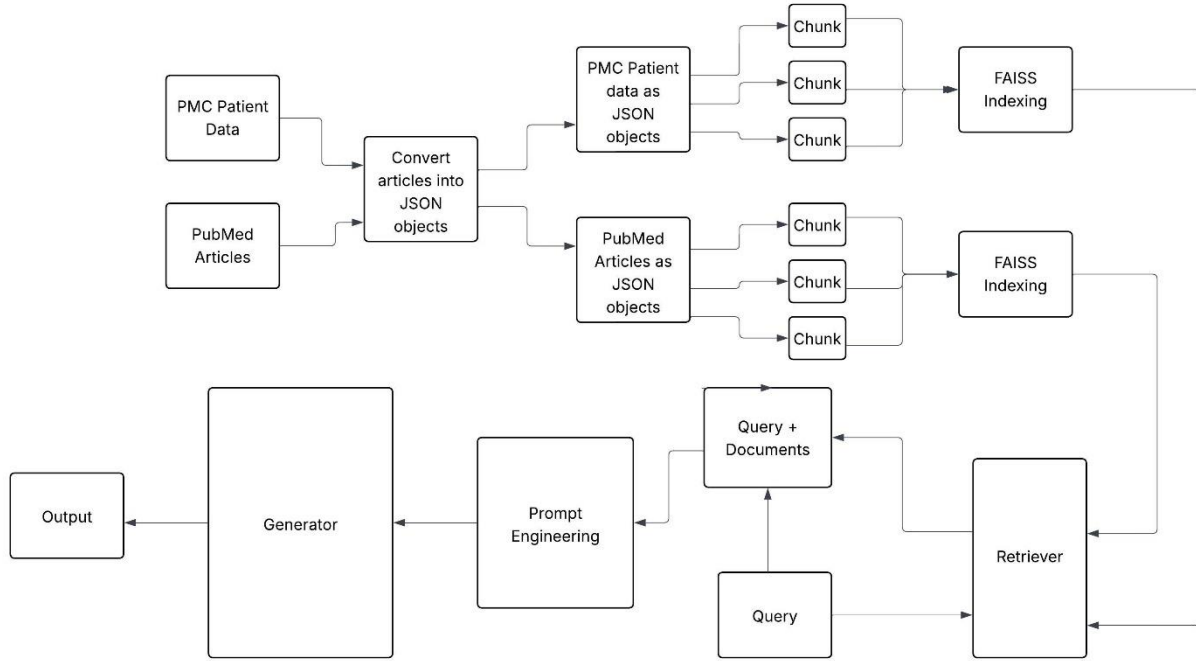 Chunk
PMC Patient
data as
JSON
objects
Chunk
FAISS
Indexing
Chunk
PMC Patient
Data
Convert
articles into
JSON
objects
PubMed
Articles
PubMed
Articles as
JSON
objects
Chunk
Chunk
Chunk
FAISS
Indexing
Query +
Documents
Output
Generator
Prompt
Engineering
Retriever
Query